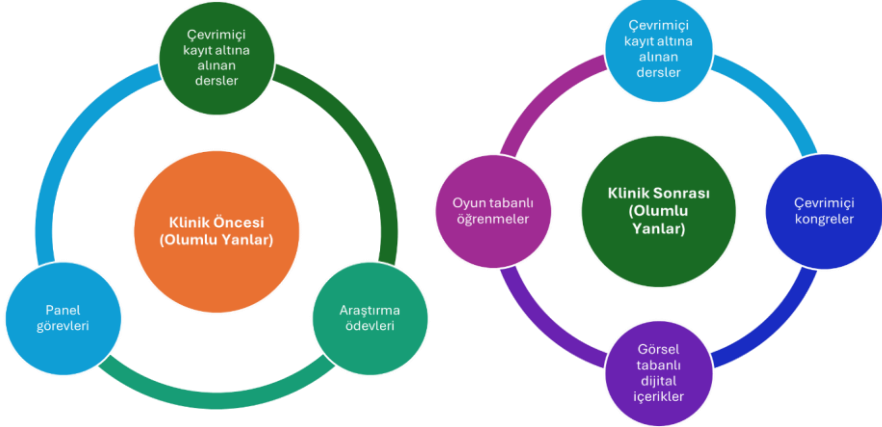 Çevrimiçi
kayıt altına
alınan
dersler
Klinik Öncesi
(Olumlu Yanlar)
Panel
görevleri
Araştırma
ödevleri
Çevrimiçi
kayıt altına
alınan
dersler
Oyun tabanlı
öğrenmeler
Klinik Sonrası
(Olumlu
Yanlar)
Çevrimiçi
kongreler
Görsel
tabanlı
dijital
içerikler